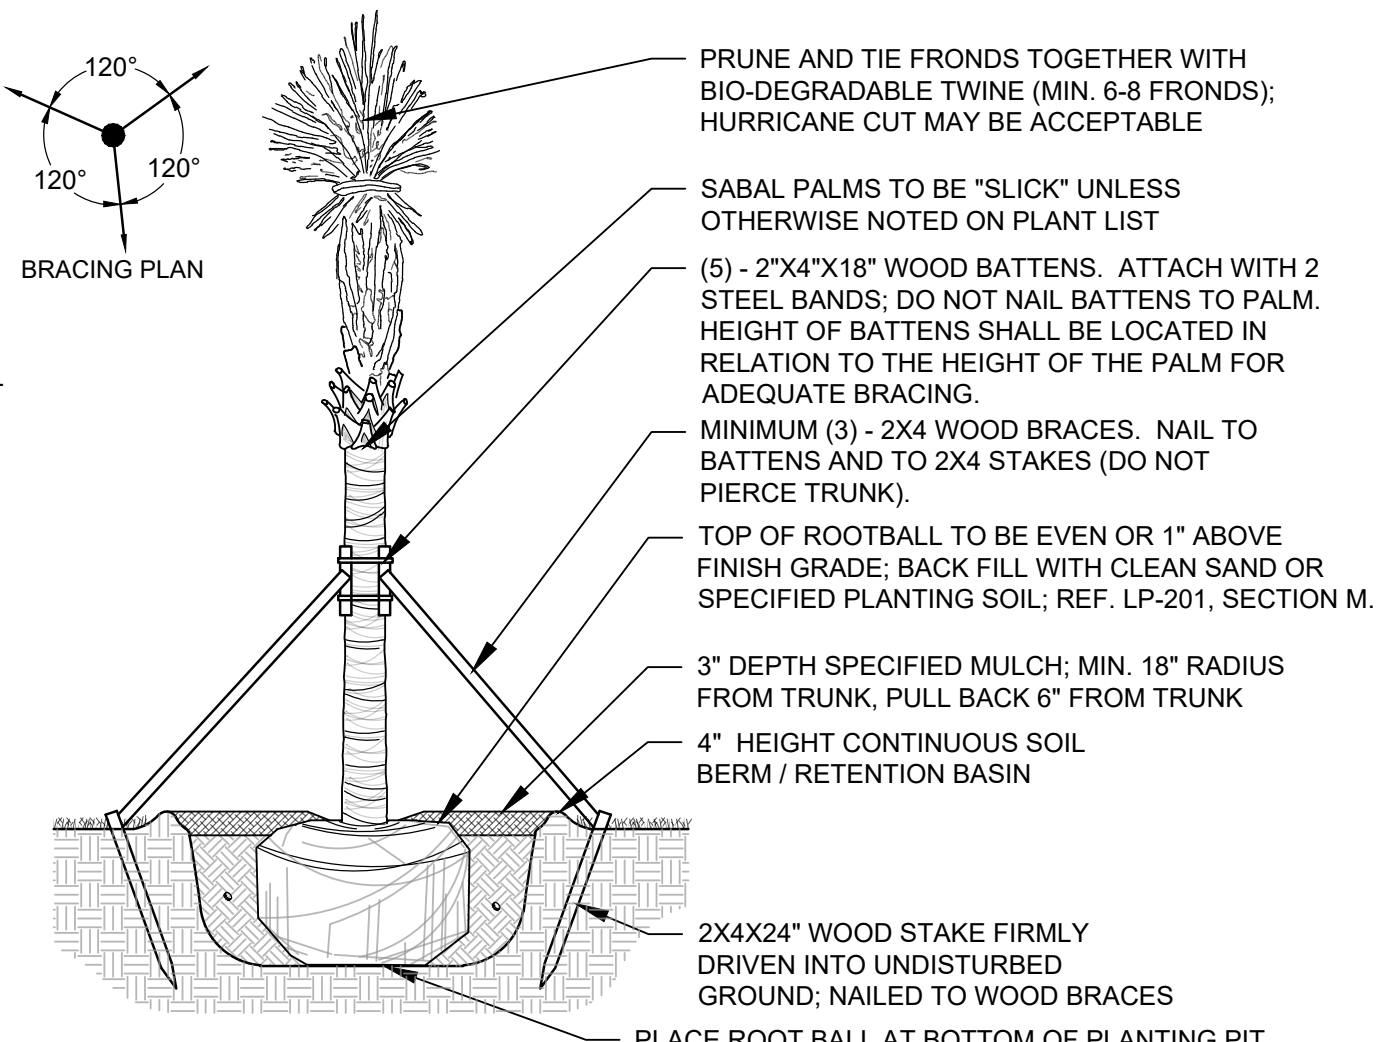 120°
120°
120°
BRACING PLAN
PRUNE AND TIE FRONDS TOGETHER WITH
BIO-DEGRADABLE TWINE (MIN. 6-8 FRONDS);
HURRICANE CUT MAY BE ACCEPTABLE
SABAL PALMS TO BE "SLICK" UNLESS
OTHERWISE NOTED ON PLANT LIST
(5) - 2"X4"X18" WOOD BATTENS. ATTACH WITH 2
STEEL BANDS; DO NOT NAIL BATTENS TO PALM.
HEIGHT OF BATTENS SHALL BE LOCATED IN
RELATION TO THE HEIGHT OF THE PALM FOR
ADEQUATE BRACING.
MINIMUM (3) - 2X4 WOOD BRACES. NAIL TO
BATTENS AND TO 2X4 STAKES (DO NOT
PIERCE TRUNK).
TOP OF ROOTBALL TO BE EVEN OR 1" ABOVE
FINISH GRADE; BACK FILL WITH CLEAN SAND OR
SPECIFIED PLANTING SOIL; REF. LP-201, SECTION M.
3" DEPTH SPECIFIED MULCH; MIN. 18" RADIUS
FROM TRUNK, PULL BACK 6" FROM TRUNK
4" HEIGHT CONTINUOUS SOIL
BERM / RETENTION BASIN
2X4X24" WOOD STAKE FIRMLY
DRIVEN INTO UNDISTURBED
GROUND; NAILED TO WOOD BRACES
PLACE ROOT BALL AT BOTTOM OF PLANTING PIT